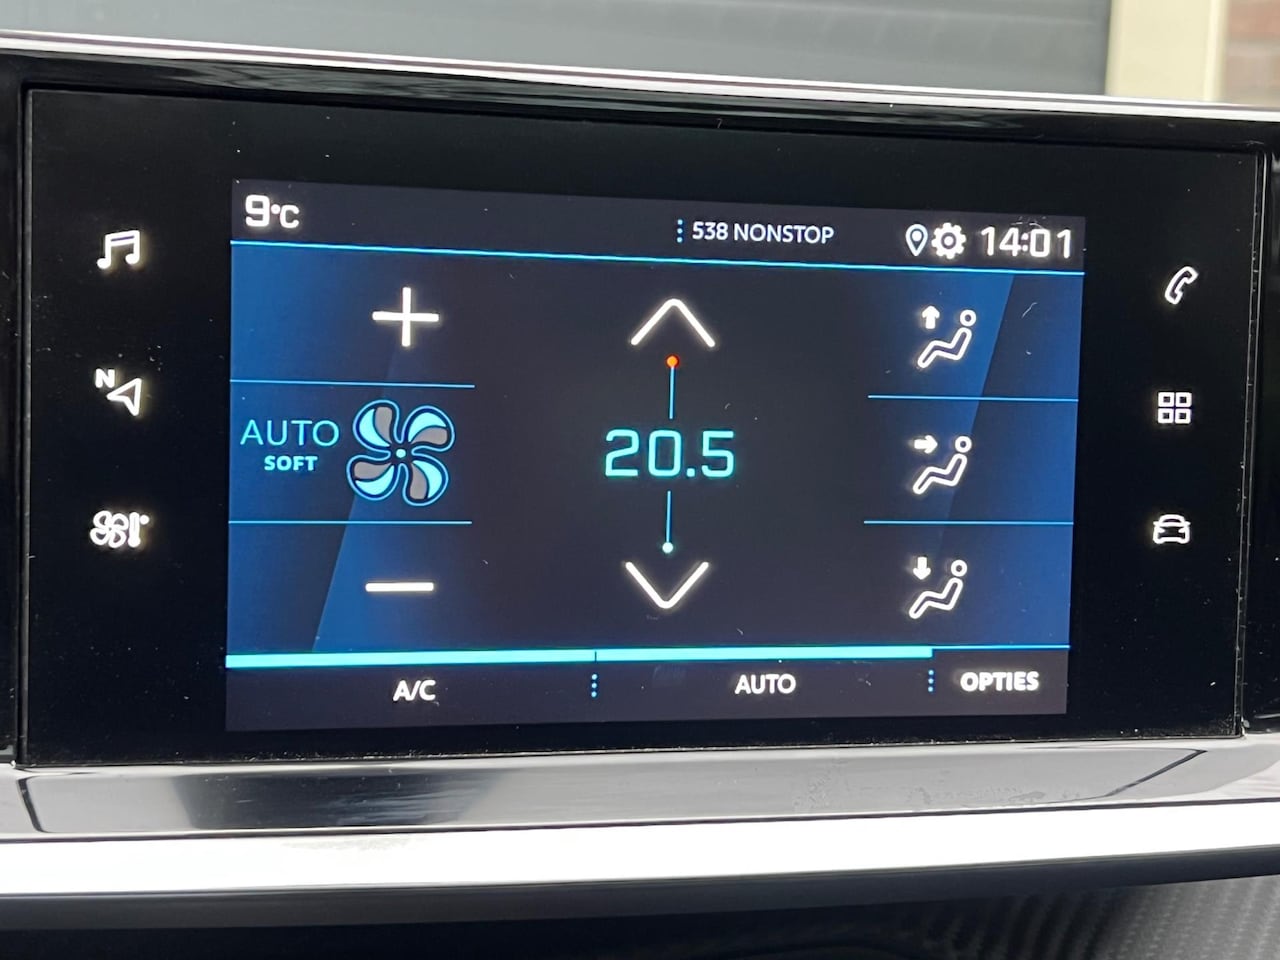 9°C
538 NONSTOP
14:01
N
AUTO
SOFT
20.5
A/C
AUTO
OPTIES